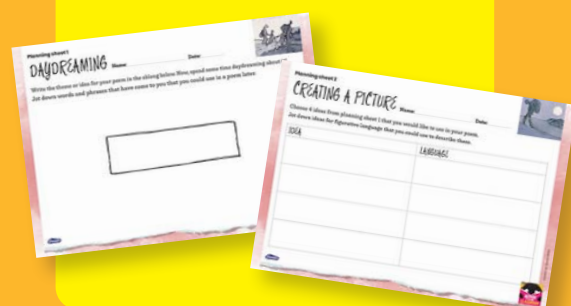 Planning sheet 1
DAYDREAMING Name: Date:
Write the theme or idea for your poem in the oblong below. Now, spend some time daydreaming about it.
Jot down words and phrases that have come to you that you could use in a poem later.
Planning sheet 2
CREATING A PICTURE Name: Date:
Choose 4 ideas from planning sheet 1 that you would like to use in your poem.
Jot down ideas for figurative language that you could use to describe them.
IDEA LANGUAGE